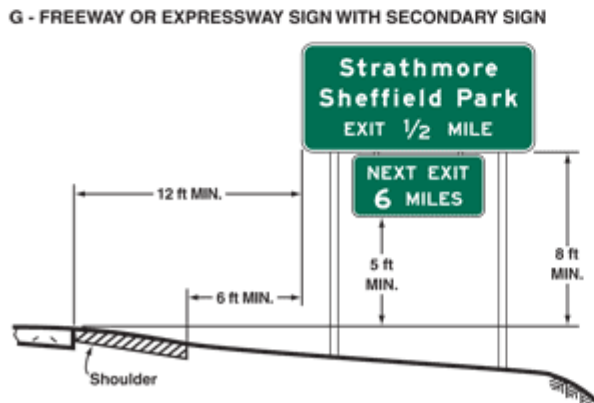 G - FREEWAY OR EXPRESSWAY SIGN WITH SECONDARY SIGN
Strathmore
Sheffield Park
EXIT 1/2 MILE
NEXT EXIT
6 MILES
12 ft MIN.
6 ft MIN.
5 ft
MIN.
8 ft
MIN.
Shoulder